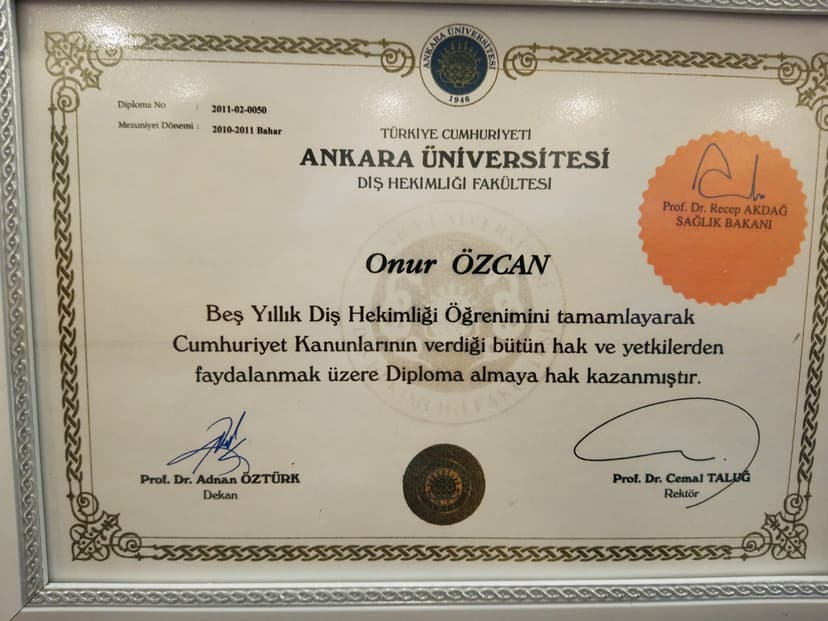 ANKARA ÜNİVERSİTESİ
1946
Diploma No : 2011-02-0050
Mezuniyet Dönemi : 2010-2011 Bahar
TÜRKİYE CUMHURİYETİ
ANKARA ÜNİVERSİTESİ
DİŞ HEKİMLİĞİ FAKÜLTESİ
Prof. Dr. Recep AKDAĞ
SAĞLIK BAKANI
Onur ÖZCAN
Beş Yıllık Diş Hekimliği Öğrenimini tamamlayarak
Cumhuriyet Kanunlarının verdiği bütün hak ve yetkilerden
faydalanmak üzere Diploma almaya hak kazanmıştır.
Prof. Dr. Adnan ÖZTÜRK
Dekan
Prof. Dr. Cemal TALUĞ
Rektör